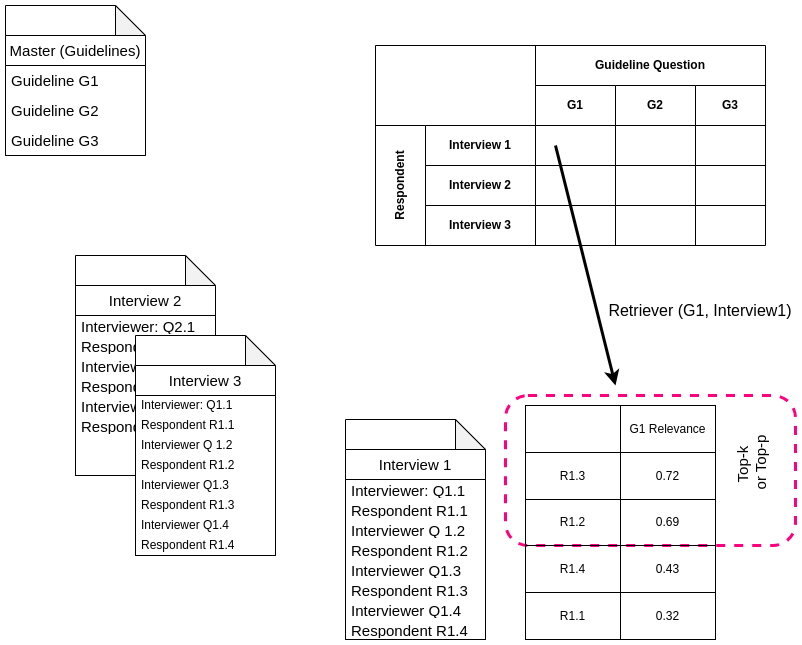 Master (Guidelines)
Guideline G1
Guideline G2
Guideline G3
Guideline Question
G1 G2 G3
Respondent
Interview 1
Interview 2
Interview 3
Retriever (G1, Interview1)
Interview 2
Interviewer: Q2.1
Interview 3
Interviewer: Q1.1
Respondent R1.1
Interviewer Q 1.2
Respondent R1.2
Interviewer Q1.3
Respondent R1.3
Interviewer Q1.4
Respondent R1.4
Interview 1
Interviewer: Q1.1
Respondent R1.1
Interviewer Q 1.2
Respondent R1.2
Interviewer Q1.3
Respondent R1.3
Interviewer Q1.4
Respondent R1.4
G1 Relevance
R1.3 0.72
R1.2 0.69
R1.4 0.43
R1.1 0.32
Top-k
or Top-p